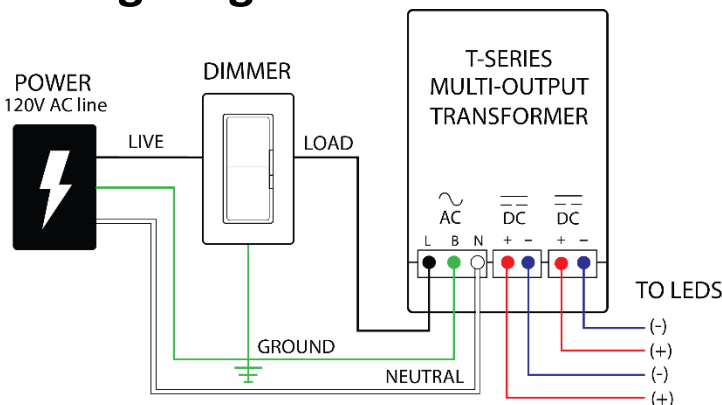 POWER
120V AC line
DIMMER
LIVE
LOAD
T-SERIES
MULTI-OUTPUT
TRANSFORMER
AC
DC
DC
L B N + − + −
TO LEDS
(-)
(+)
(-)
(+)
GROUND
NEUTRAL